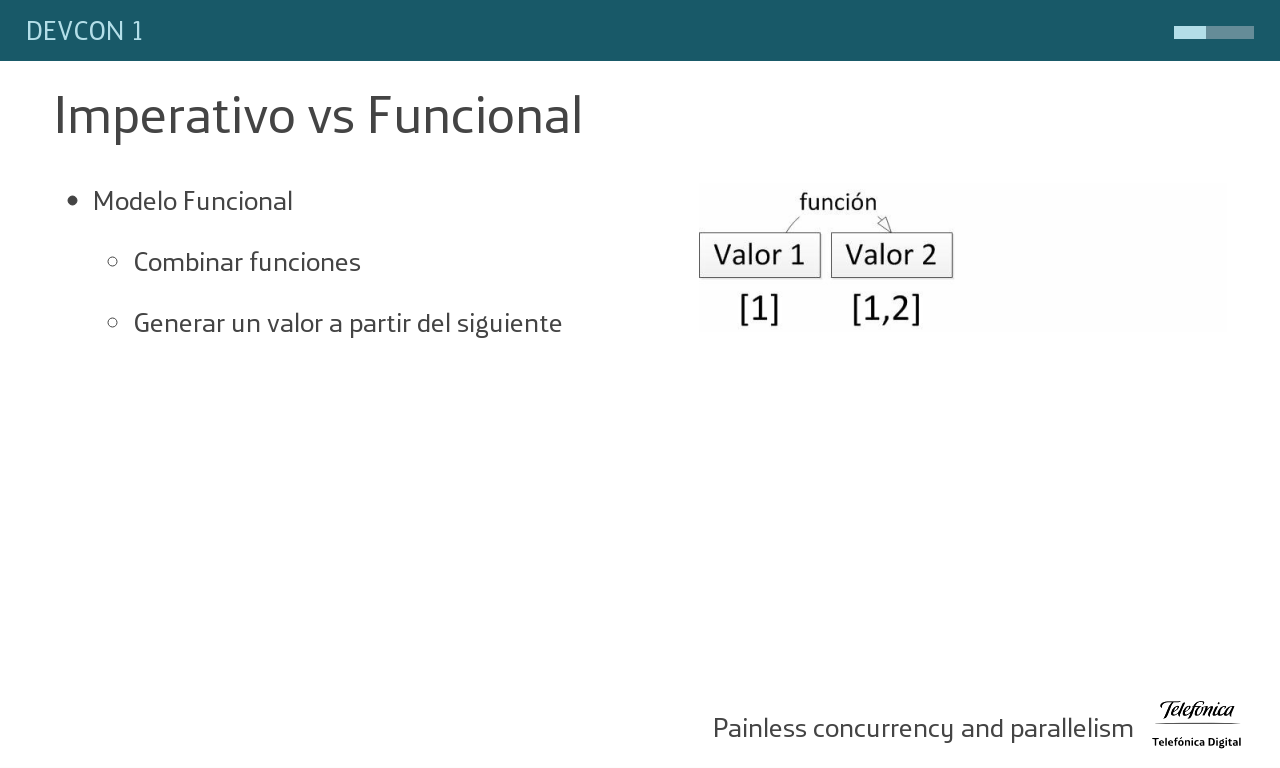 DEVCON 1
Imperativo vs Funcional
Modelo Funcional
Combinar funciones
Generar un valor a partir del siguiente
función
Valor 1 Valor 2
[1] [1,2]
Painless concurrency and parallelism
Telefónica
Telefónica Digital